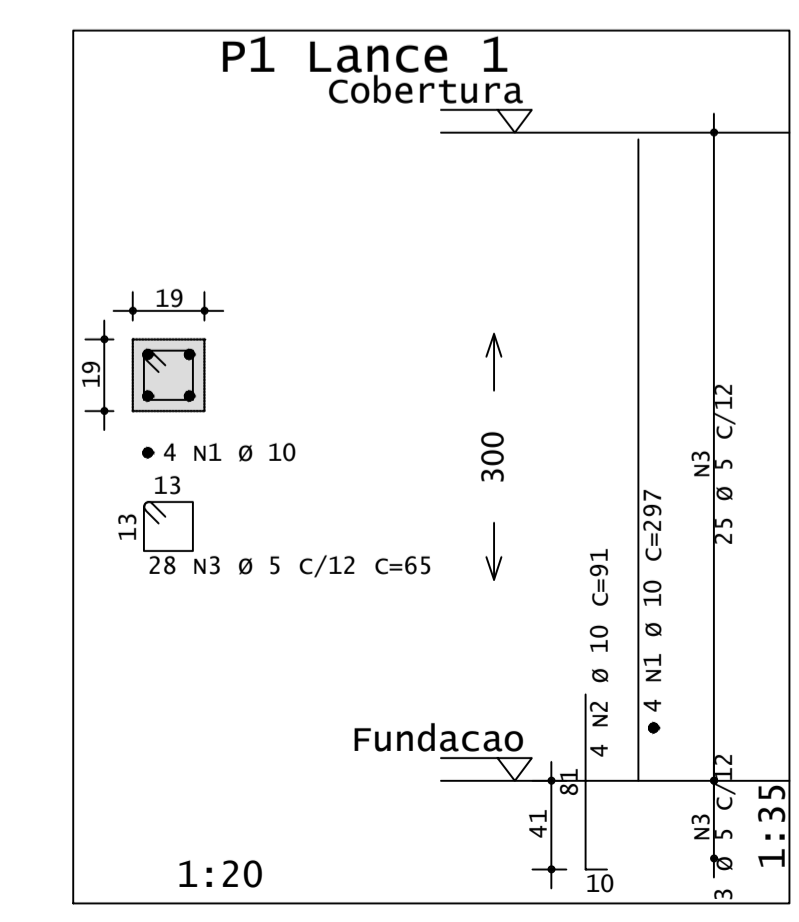 P1 Lance 1
Cobertura
19
19
4 N1 Ø 10
13
13
28 N3 Ø 5 C/12 C=65
300
4 N2 Ø 10 C=91
4 N1 Ø 10 C=297
N3
25 Ø 5 C/12
Fundacao
81
41
10
N3
3 Ø 5 C/12
1:20
1:35